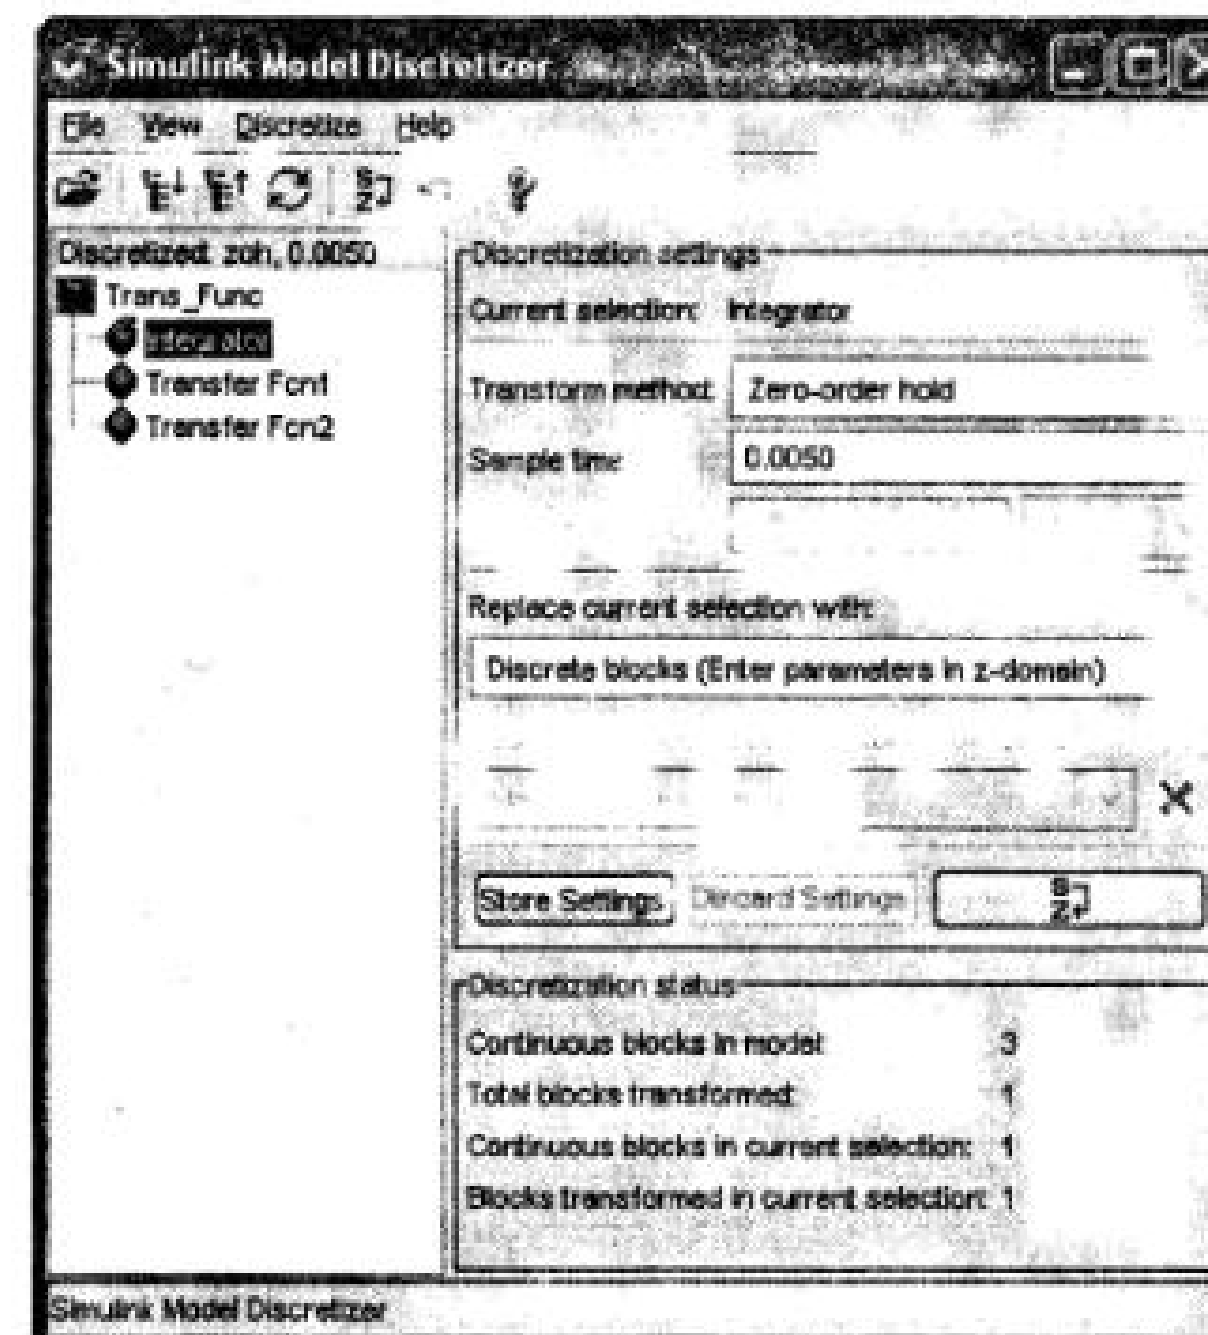 Simulink Model Discretizer
File View Discretize Help
Discretized: zoh, 0.0050
Trans_Func
Integrator
Transfer Fcn1
Transfer Fcn2
Discretization settings
Current selection: Integrator
Transform method: Zero-order hold
Sample time 0.0050
Replace current selection with:
Discrete blocks (Enter parameters in z-domain)
Store Settings Discard Settings S Z
Discretization status
Continuous blocks in model: 3
Total blocks transformed: 1
Continuous blocks in current selection: 1
Blocks transformed in current selection: 1
Simulink Model Discretizer